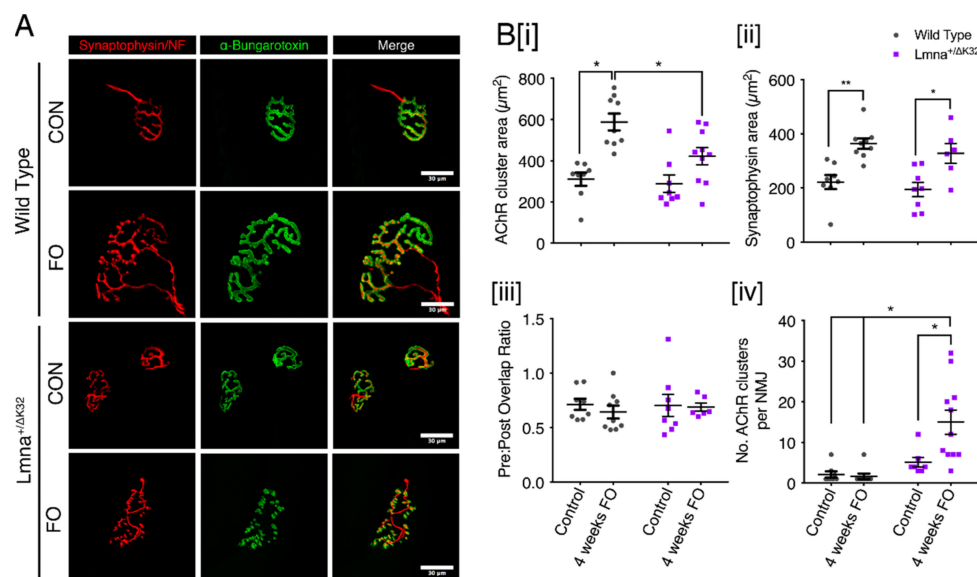 A
Synaptophysin/NF
α-Bungarotoxin
Merge
Wild Type
CON
30 μm
FO
30 μm
Lmna+/ΔK32
CON
30 μm
FO
30 μm
B[i]
AChR cluster area (μm²)
800
600
400
200
0
*
*
[ii]
Wild Type
Lmna+/ΔK32
Synaptophysin area (μm²)
600
400
200
0
**
*
[iii]
Pre:Post Overlap Ratio
1.5
1.0
0.5
0.0
Control
4 weeks FO
Control
4 weeks FO
[iv]
No. AChR clusters
per NMJ
40
30
20
10
0
*
*
Control
4 weeks FO
Control
4 weeks FO